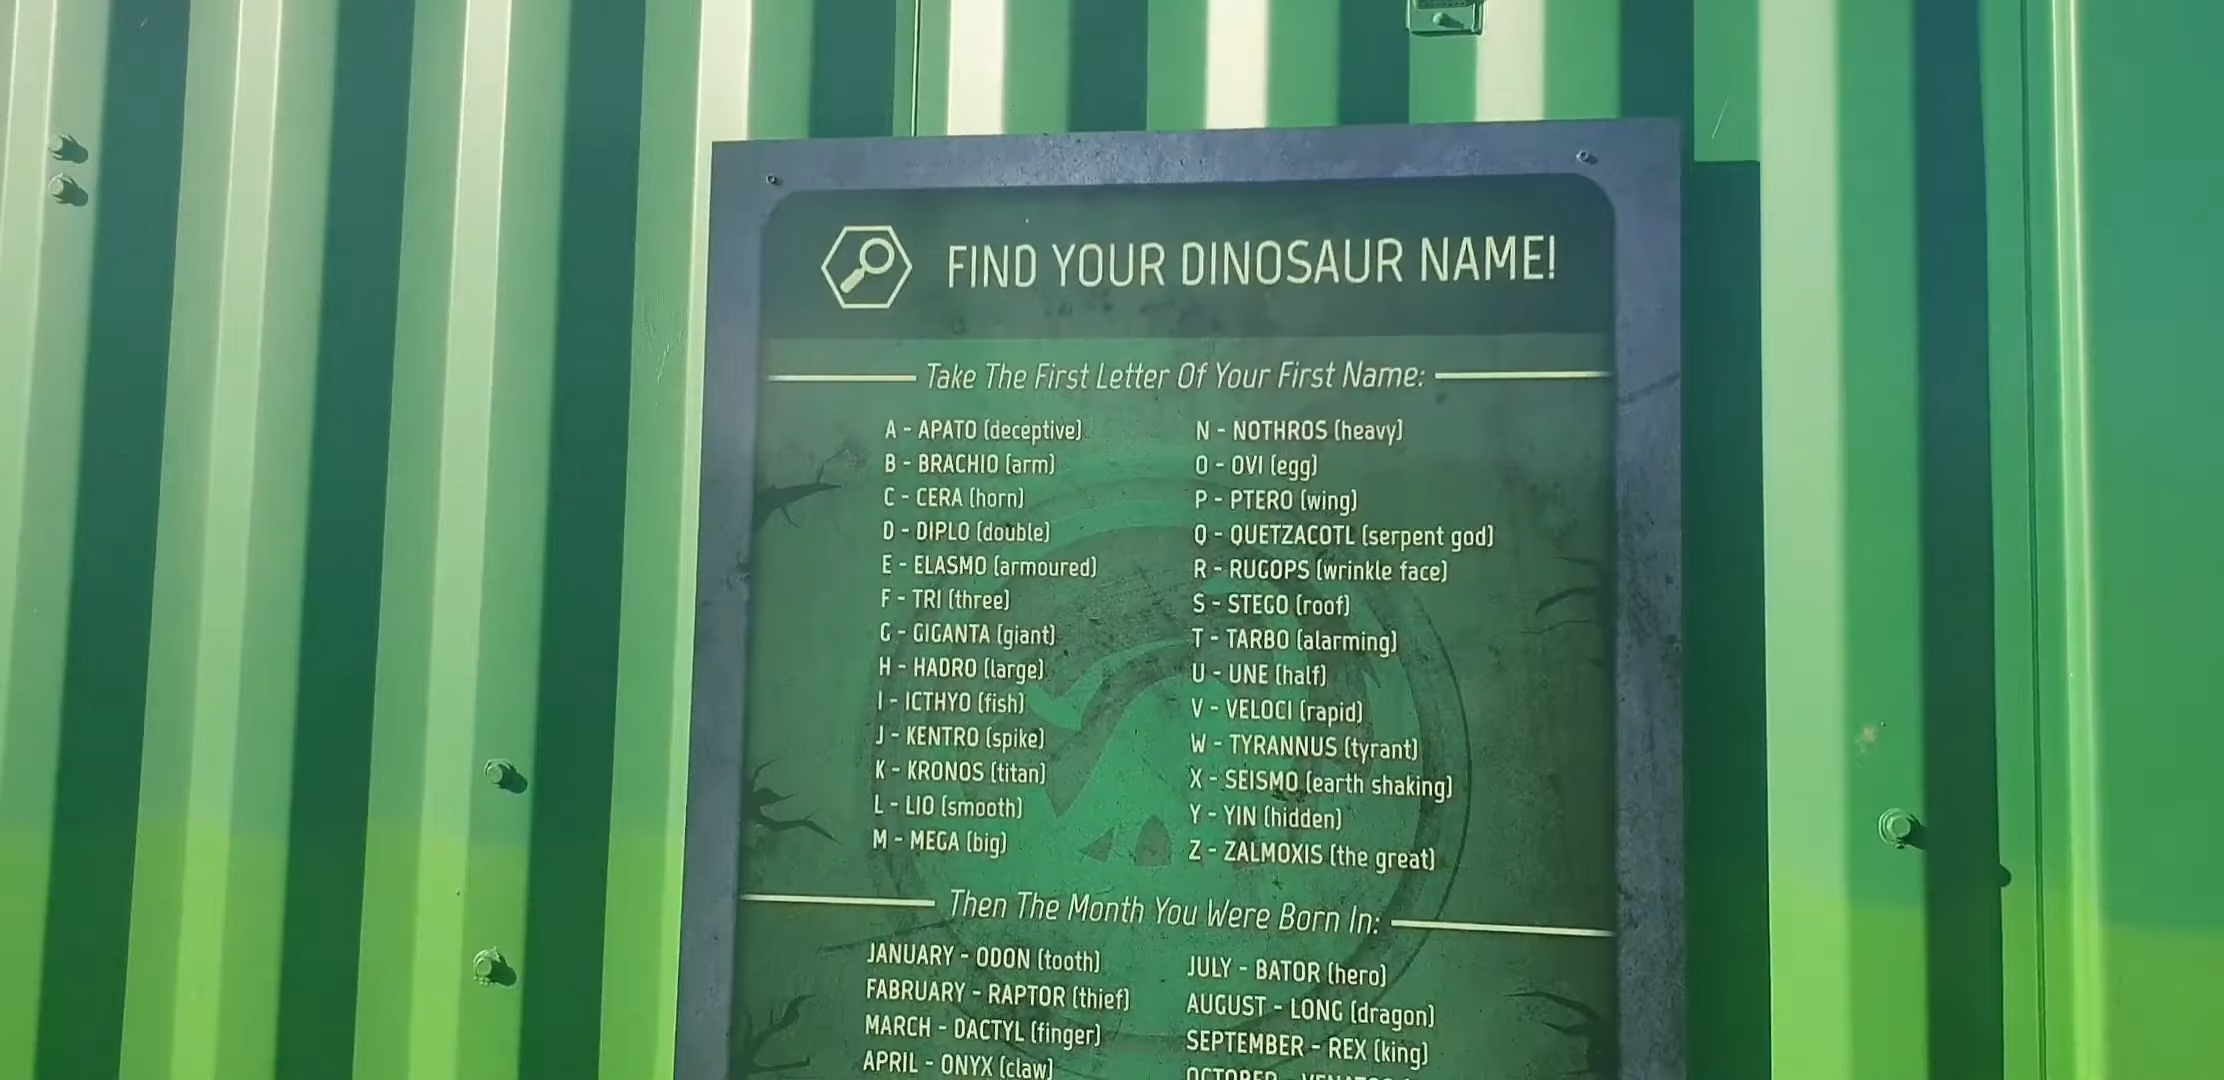 FIND YOUR DINOSAUR NAME!
Take The First Letter Of Your First Name:
A - APATO (deceptive)
B - BRACHIO (arm)
C - CERA (horn)
D - DIPLO (double)
E - ELASMO (armoured)
F - TRI (three)
G - GIGANTA (giant)
H - HADRO (large)
I - ICTHYO (fish)
J - KENTRO (spike)
K - KRONOS (titan)
L - LIO (smooth)
M - MEGA (big)
N - NOTHROS (heavy)
O - OVI (egg)
P - PTERO (wing)
Q - QUETZACOTL (serpent god)
R - RUGOPS (wrinkle face)
S - STEGO (roof)
T - TARBO (alarming)
U - UNE (half)
V - VELOCI (rapid)
W - TYRANNUS (tyrant)
X - SEISMO (earth shaking)
Y - YIN (hidden)
Z - ZALMOXIS (the great)
Then The Month You Were Born In:
JANUARY - ODON (tooth)
FABRUARY - RAPTOR (thief)
MARCH - DACTYL (finger)
APRIL - ONYX (claw)
JULY - BATOR (hero)
AUGUST - LONG (dragon)
SEPTEMBER - REX (king)
OCTOBER -